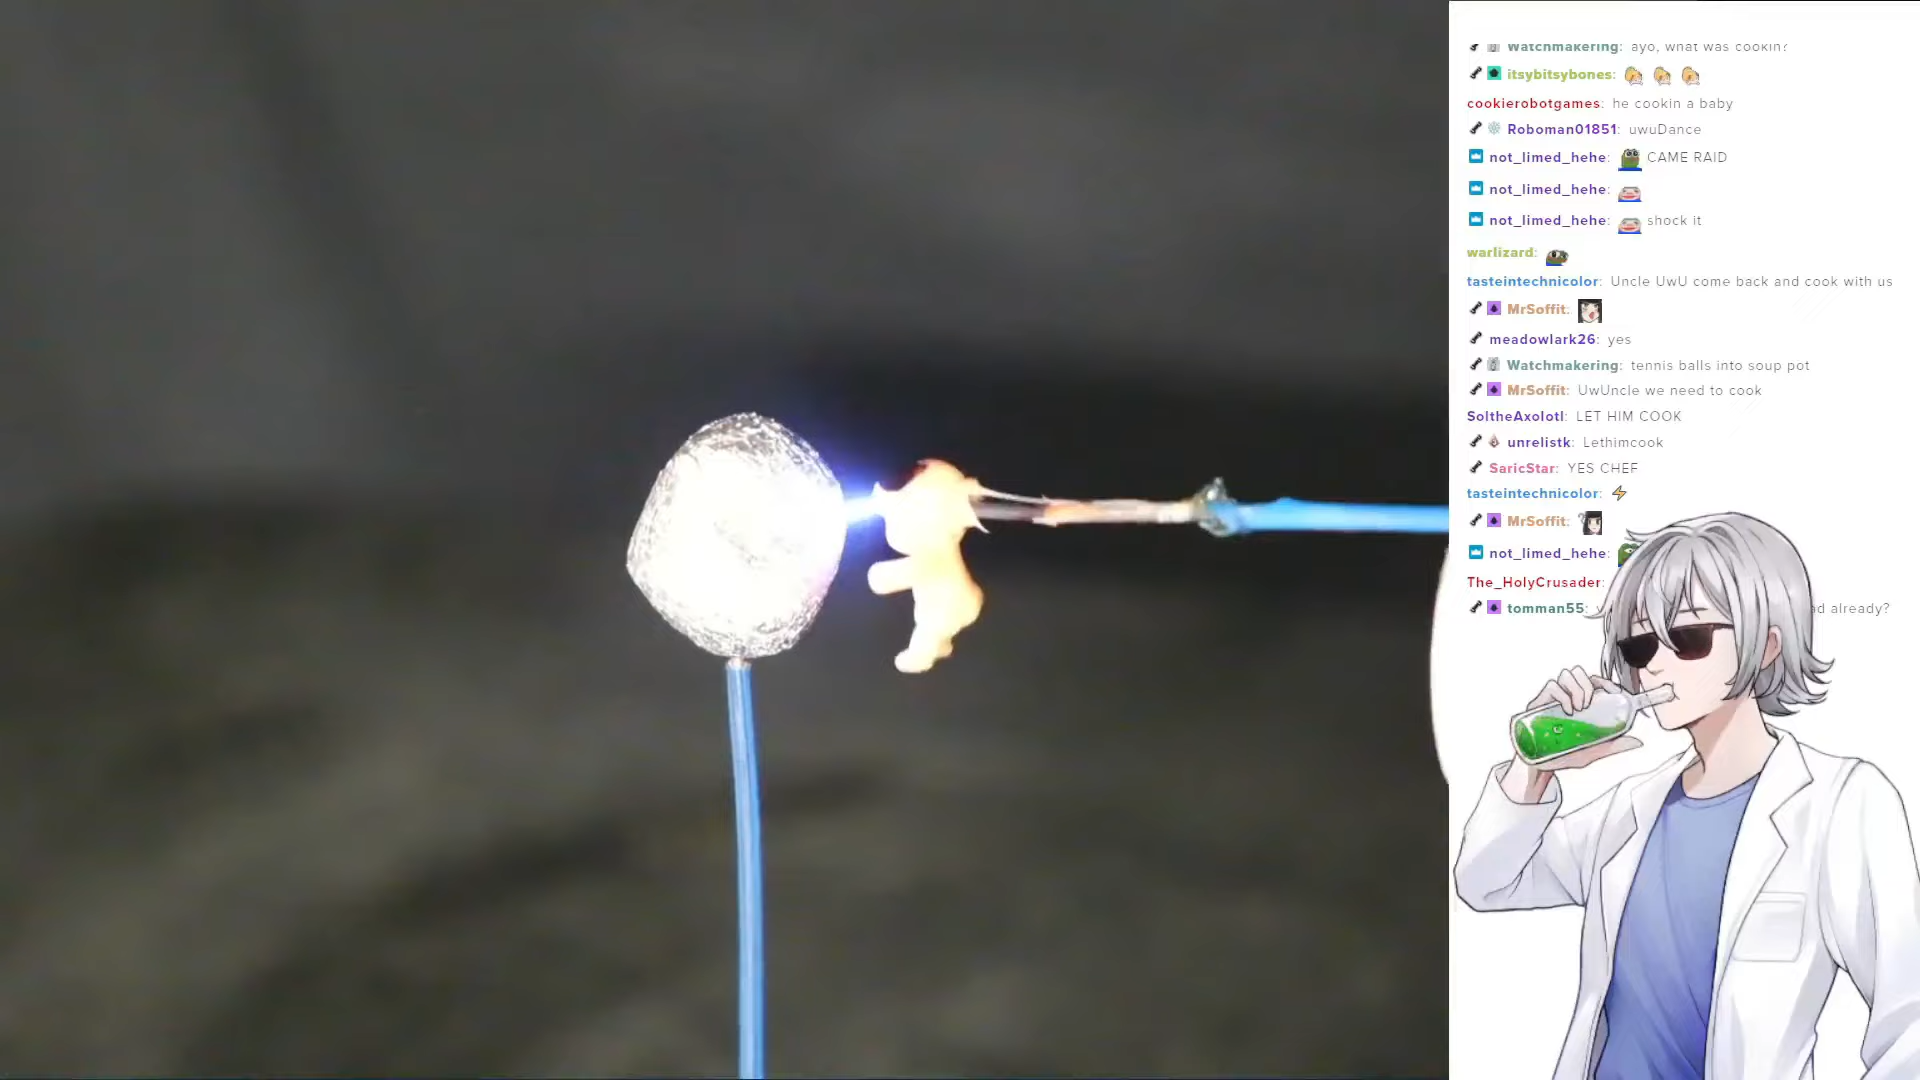 Watchmakering: ayo, what was cookin?
itsybitsybones:
cookierobotgames: he cookin a baby
Roboman01851: uwuDance
not_limed_hehe: CAME RAID
not_limed_hehe:
not_limed_hehe: shock it
warlizard:
tasteintechnicolor: Uncle UwU come back and cook with us
MrSoffit:
meadowlark26: yes
Watchmakering: tennis balls into soup pot
MrSoffit: UwUncle we need to cook
SoltheAxolotl: LET HIM COOK
unrelistk: Lethimcook
SaricStar: YES CHEF
tasteintechnicolor: ⚡
MrSoffit:
not_limed_hehe:
The_HolyCrusader:
tomman55: already?